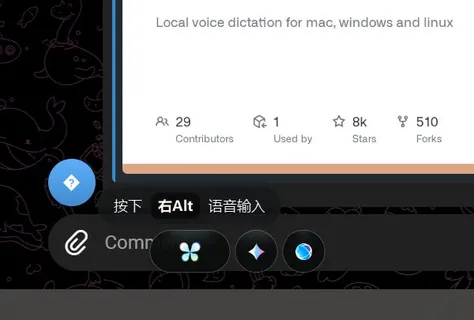 Local voice dictation for mac, windows and linux
29
Contributors
1
Used by
8k
Stars
510
Forks
按下 右Alt 语音输入